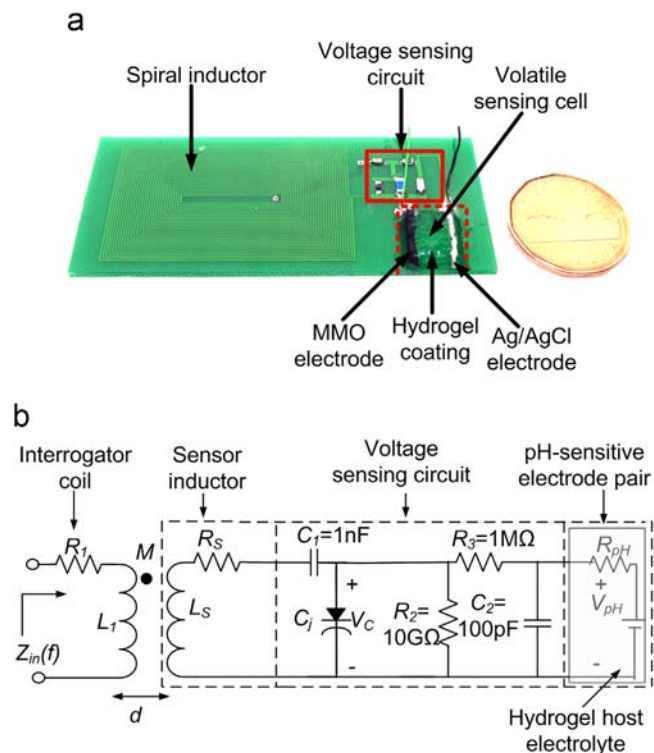 a
Voltage sensing
circuit
Spiral inductor
Volatile
sensing cell
MMO
electrode
Hydrogel
coating
Ag/AgCl
electrode
b
Interrogator
coil
Sensor
inductor
Voltage
sensing circuit
pH-sensitive
electrode pair
R1
M
RS
C1=1nF
R3=1MΩ
RpH
L1
LS
Cj
+
VC
-
R2=
10GΩ
C2=
100pF
+
VpH
-
Zin(f)
d
Hydrogel host
electrolyte